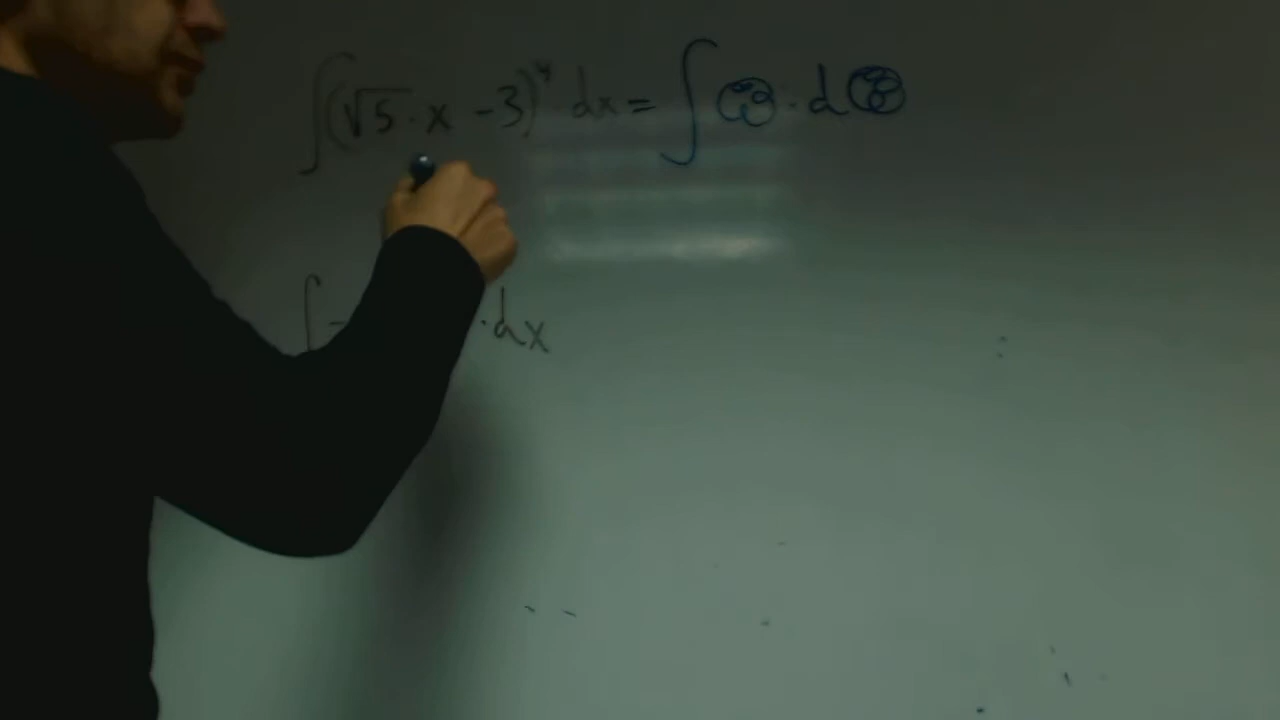 ∫(√5 · x - 3)⁴ dx = ∫ · d
∫ · dx